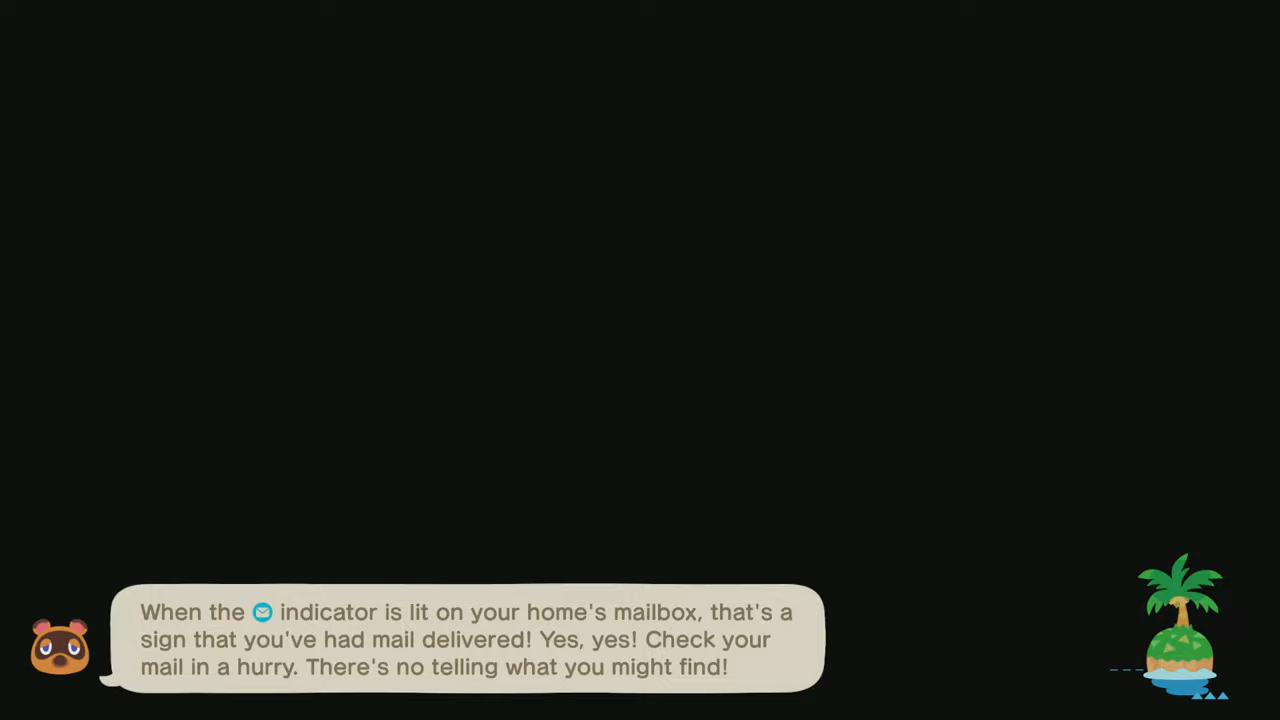 When the indicator is lit on your home's mailbox, that's a
sign that you've had mail delivered! Yes, yes! Check your
mail in a hurry. There's no telling what you might find!